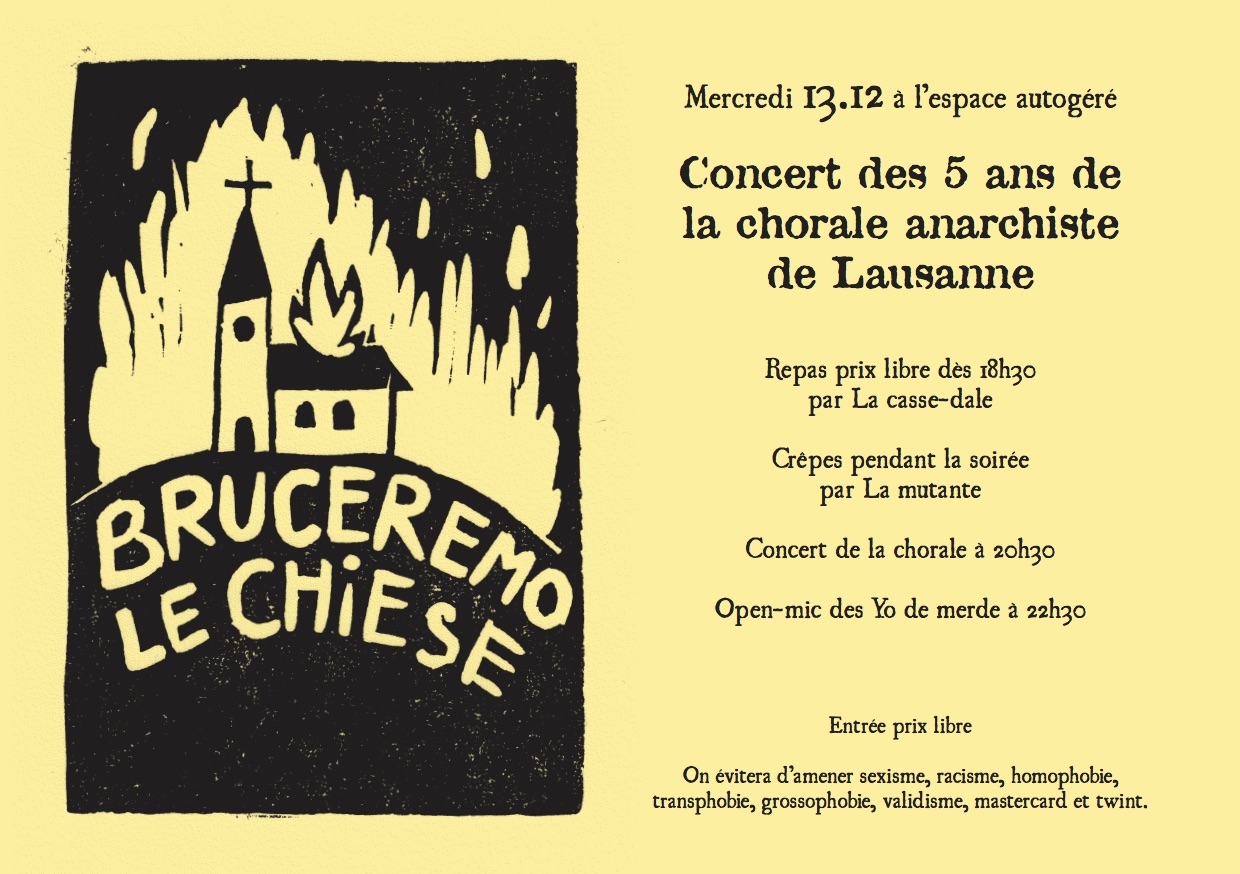 BRUCEREMO
LE CHiESE
Mercredi 13.12 à l'espace autogéré
Concert des 5 ans de
la chorale anarchiste
de Lausanne
Repas prix libre dès 18h30
par La casse-dale
Crêpes pendant la soirée
par La mutante
Concert de la chorale à 20h30
Open-mic des Yo de merde à 22h30
Entrée prix libre
On évitera d'amener sexisme, racisme, homophobie,
transphobie, grossophobie, validisme, mastercard et twint.